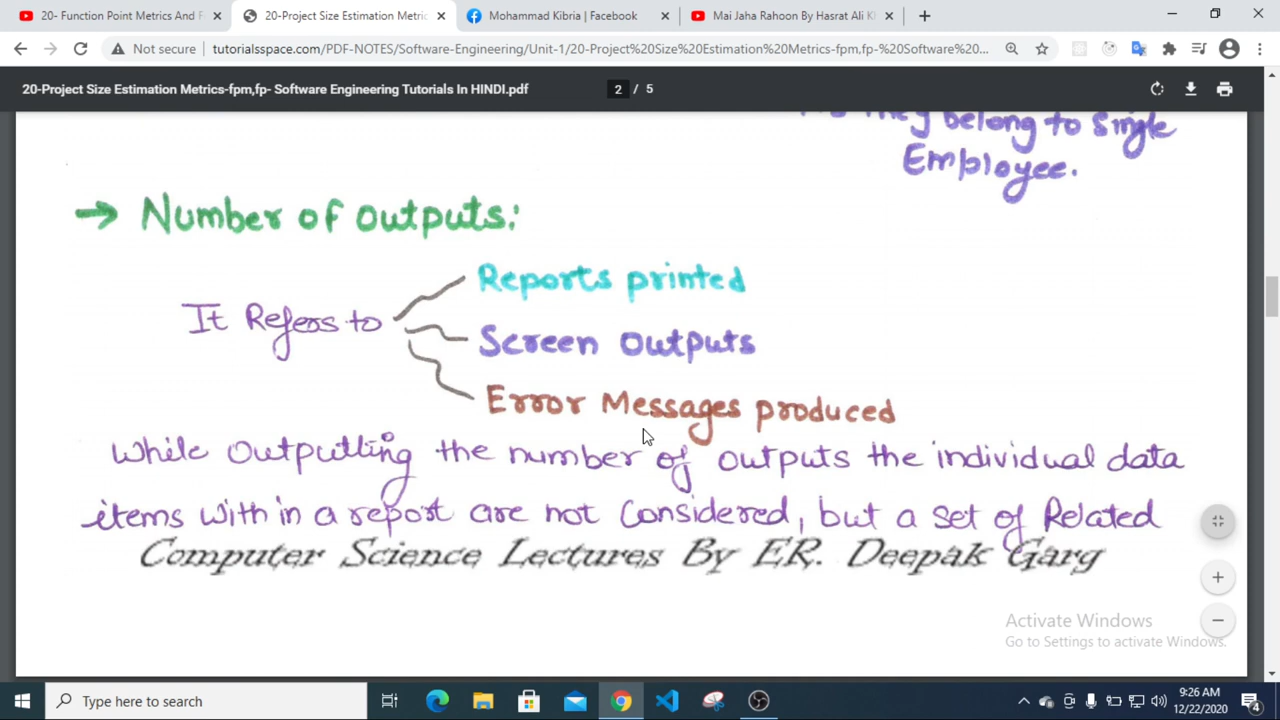 20- Function Point Metrics And F
20-Project Size Estimation Metric
Mohammad Kibria | Facebook
Mai Jaha Rahoon By Hasrat Ali K
Not secure
tutorialsspace.com/PDF-NOTES/Software-Engineering/Unit-1/20-Project%20Size%20Estimation%20Metrics-fpm,fp-%20Software%20...
20-Project Size Estimation Metrics-fpm,fp- Software Engineering Tutorials In HINDI.pdf
2 / 5
they belong to single
Employee.
→ Number of outputs:
Reports printed
It Refers to
Screen Outputs
Error Messages produced
While Outputting the number of outputs the individual data
items with in a report are not Considered, but a set of Related
Computer Science Lectures By ER. Deepak Garg
Activate Windows
Go to Settings to activate Windows.
Type here to search
9:26 AM
12/22/2020
4